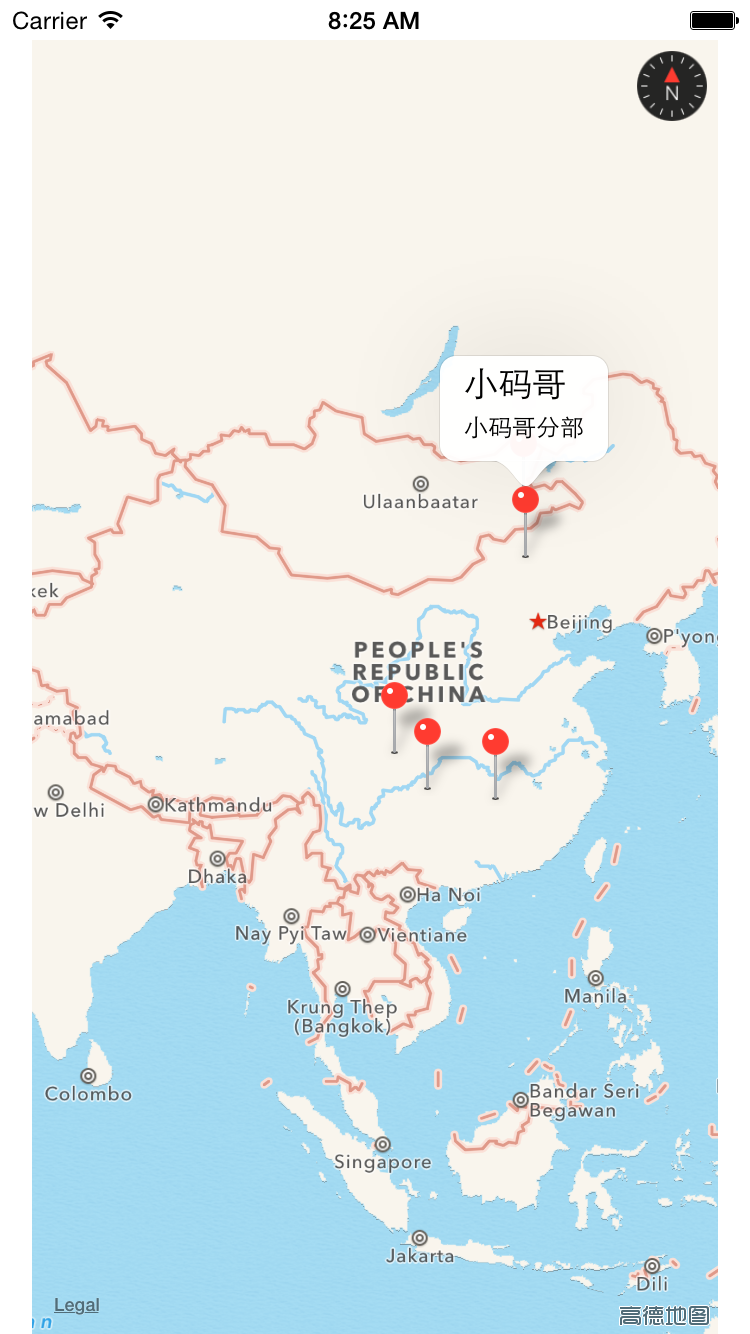 Carrier
8:25 AM
N
小码哥
小码哥分部
Ulaanbaatar
kek
Beijing
P'yong
PEOPLE'S
REPUBLIC
OF CHINA
amabad
w Delhi
Kathmandu
Dhaka
Ha Noi
Nay Pyi Taw
Vientiane
Manila
Krung Thep
(Bangkok)
Colombo
Bandar Seri
Begawan
Singapore
Jakarta
Dili
Legal
高德地图